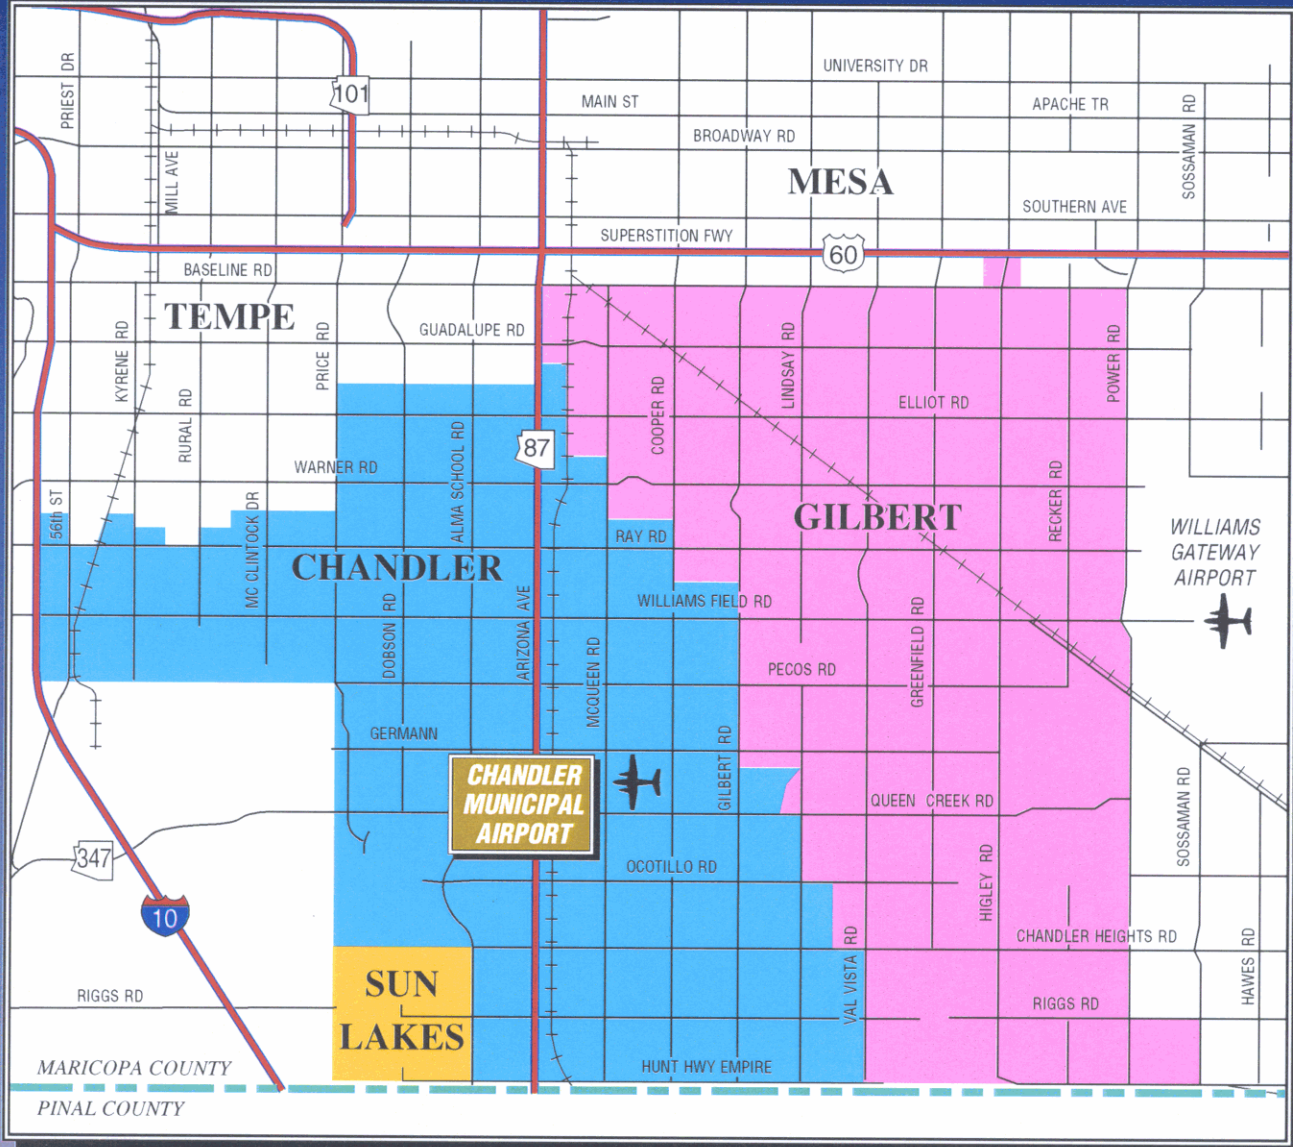 UNIVERSITY DR
PRIEST DR
101
MAIN ST
APACHE TR
SOSSAMAN RD
BROADWAY RD
MILL AVE
MESA
SOUTHERN AVE
SUPERSTITION FWY
60
BASELINE RD
TEMPE
GUADALUPE RD
KYRENE RD
PRICE RD
LINDSAY RD
POWER RD
RURAL RD
COOPER RD
ELLIOT RD
ALMA SCHOOL RD
87
WARNER RD
56th ST
MC CLINTOCK DR
RECKER RD
GILBERT
RAY RD
WILLIAMS
GATEWAY
AIRPORT
CHANDLER
WILLIAMS FIELD RD
DOBSON RD
ARIZONA AVE
GREENFIELD RD
MCQUEEN RD
PECOS RD
GERMANN
GILBERT RD
CHANDLER
MUNICIPAL
AIRPORT
QUEEN CREEK RD
SOSSAMAN RD
347
OCOTILLO RD
HIGLEY RD
10
CHANDLER HEIGHTS RD
VAL VISTA RD
HAWES RD
SUN
LAKES
RIGGS RD
RIGGS RD
HUNT HWY EMPIRE
MARICOPA COUNTY
PINAL COUNTY